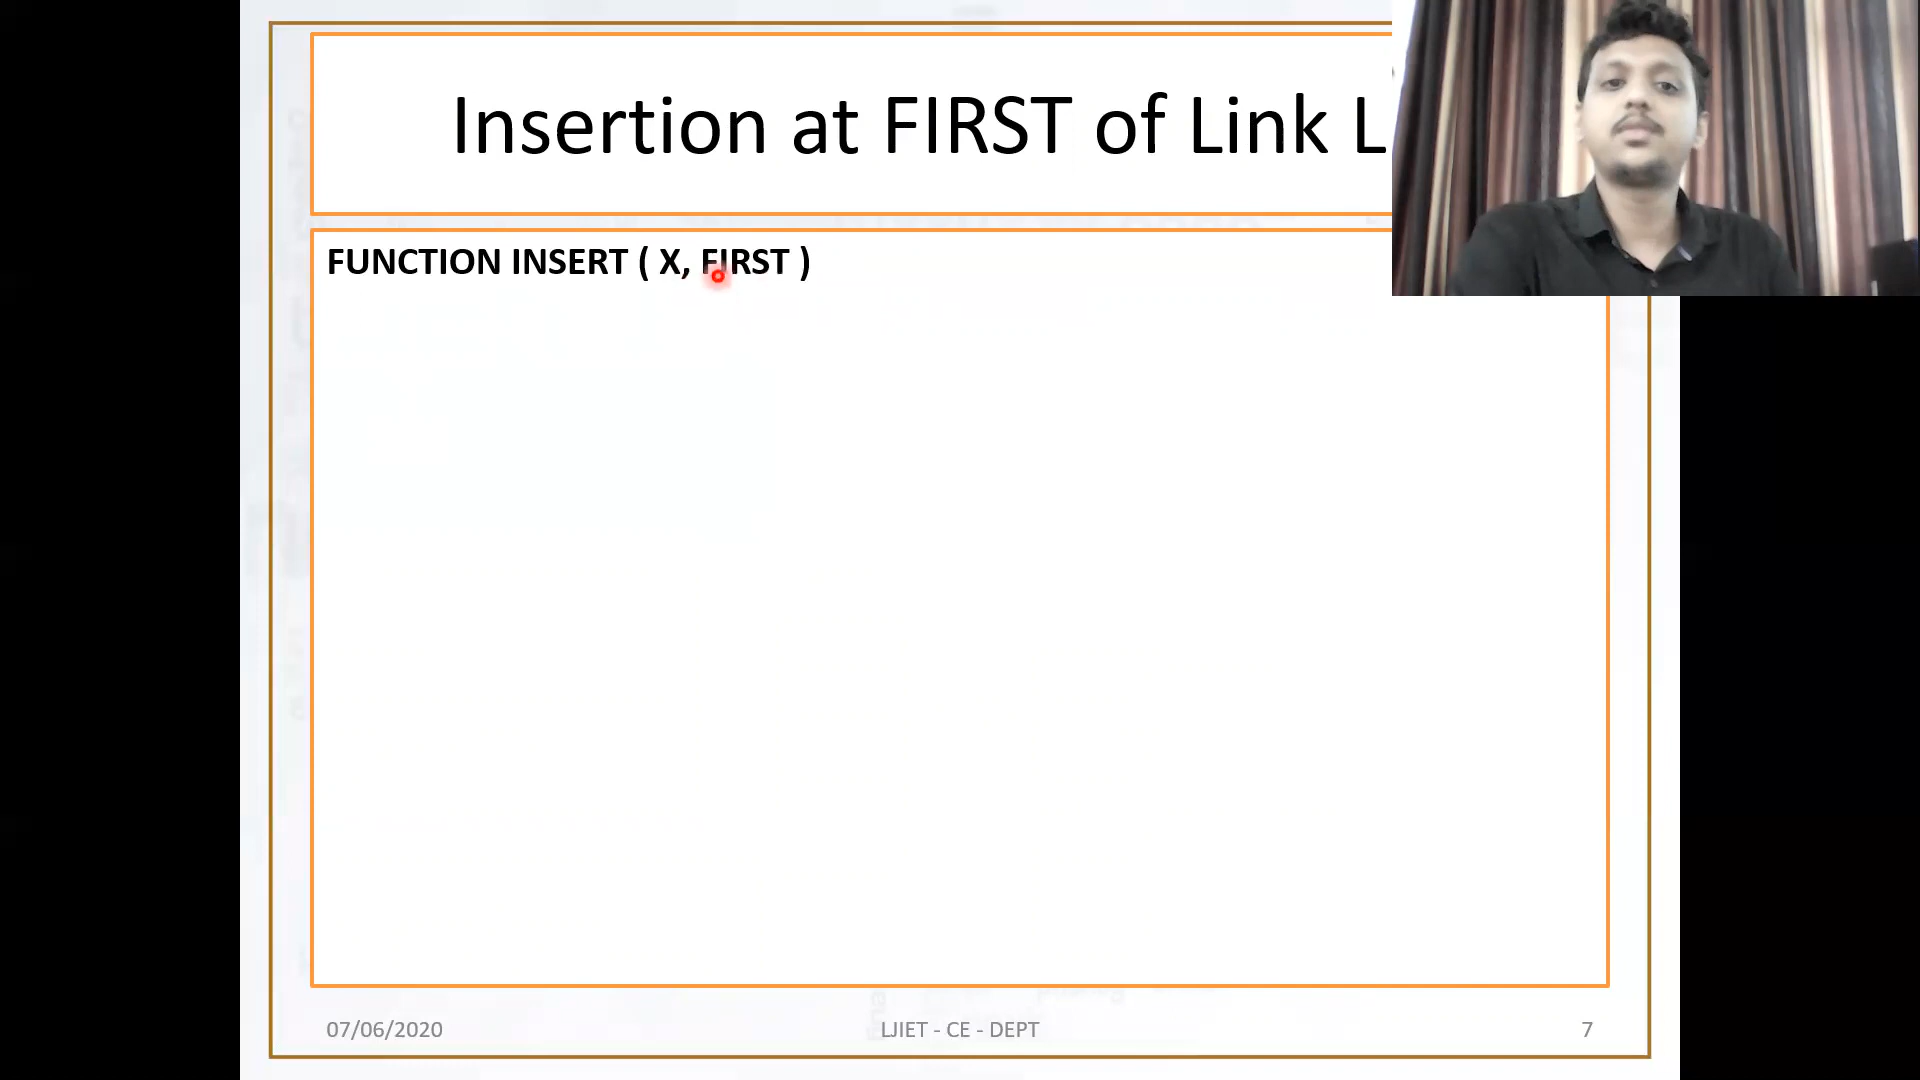 Insertion at FIRST of Link L
FUNCTION INSERT ( X, FIRST )
07/06/2020
LJIET - CE - DEPT
7